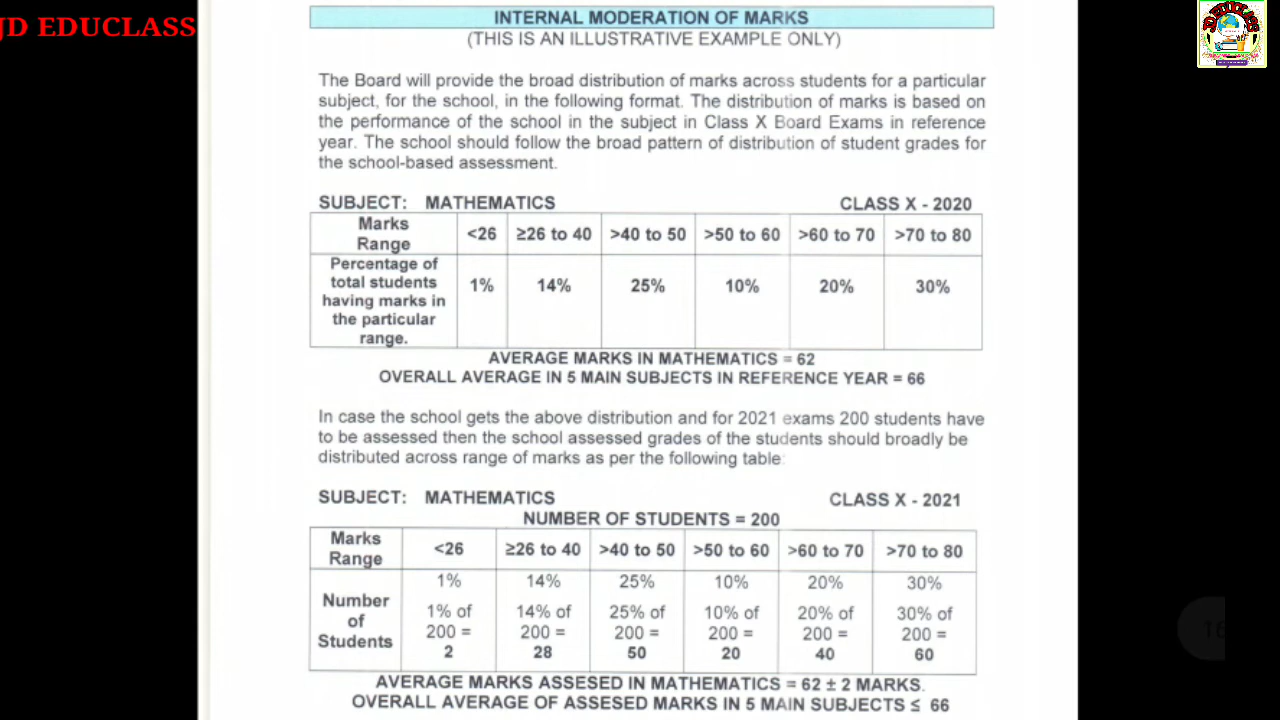 JD EDUCLASS
INTERNAL MODERATION OF MARKS
(THIS IS AN ILLUSTRATIVE EXAMPLE ONLY)
The Board will provide the broad distribution of marks across students for a particular
subject, for the school, in the following format. The distribution of marks is based on
the performance of the school in the subject in Class X Board Exams in reference
year. The school should follow the broad pattern of distribution of student grades for
the school-based assessment.
SUBJECT: MATHEMATICS CLASS X - 2020
Marks
Range <26 ≥26 to 40 >40 to 50 >50 to 60 >60 to 70 >70 to 80
Percentage of
total students 1% 14% 25% 10% 20% 30%
having marks in
the particular
range.
AVERAGE MARKS IN MATHEMATICS = 62
OVERALL AVERAGE IN 5 MAIN SUBJECTS IN REFERENCE YEAR = 66
In case the school gets the above distribution and for 2021 exams 200 students have
to be assessed then the school assessed grades of the students should broadly be
distributed across range of marks as per the following table:
SUBJECT: MATHEMATICS CLASS X - 2021
NUMBER OF STUDENTS = 200
Marks
Range <26 ≥26 to 40 >40 to 50 >50 to 60 >60 to 70 >70 to 80
1% 14% 25% 10% 20% 30%
Number 1% of 14% of 25% of 10% of 20% of 30% of
of 200 = 200 = 200 = 200 = 200 = 200 =
Students 2 28 50 20 40 60
AVERAGE MARKS ASSESED IN MATHEMATICS = 62 ± 2 MARKS.
OVERALL AVERAGE OF ASSESED MARKS IN 5 MAIN SUBJECTS ≤ 66